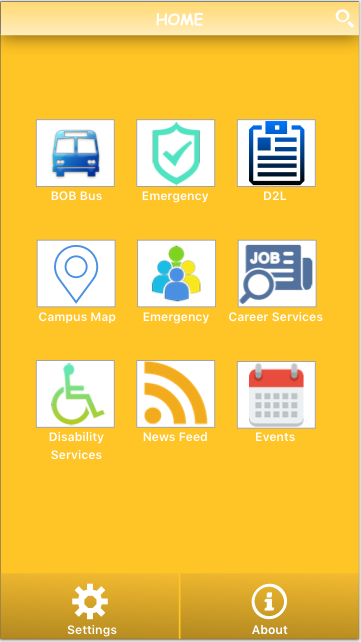 HOME
BOB Bus
Emergency
D2L
Campus Map
Emergency
JOB
Career Services
Disability
Services
News Feed
Events
Settings
About